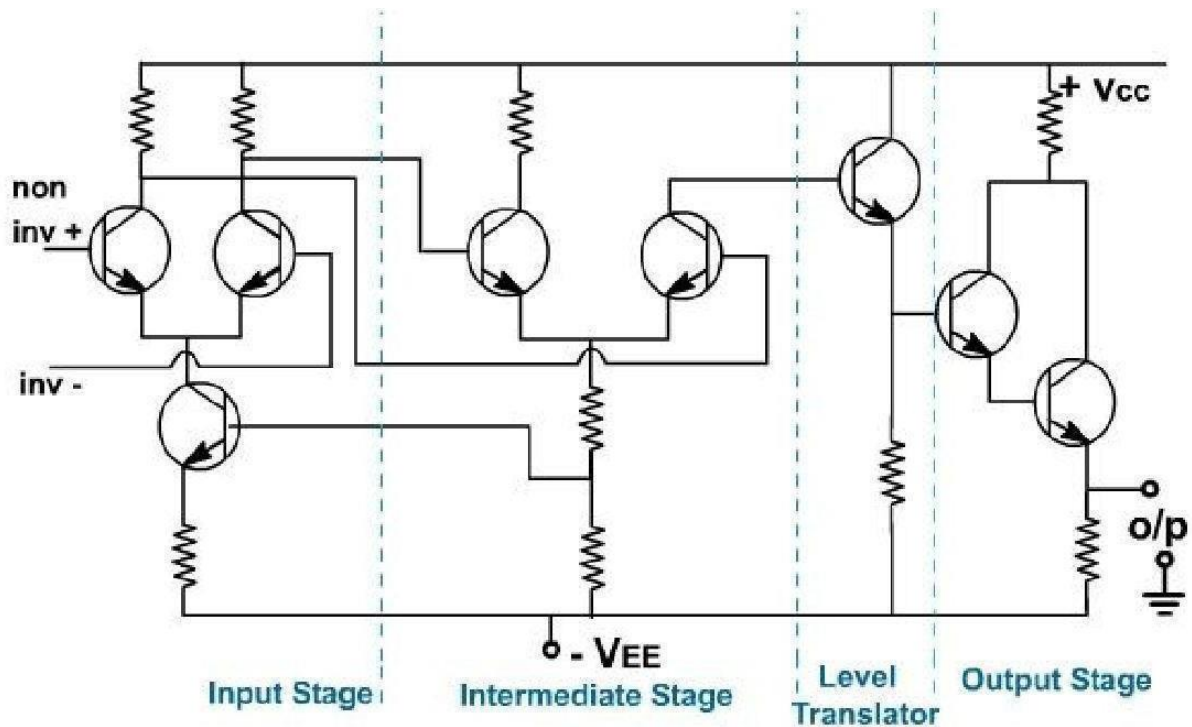 + Vcc
non
inv +
inv -
o/p
- VEE
Input Stage
Intermediate Stage
Level
Translator
Output Stage